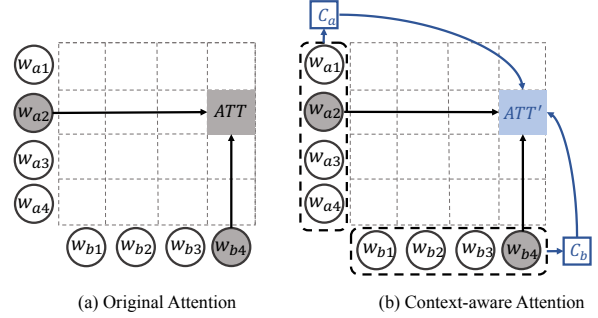 C_a
w_a1 w_a1
w_a2 ATT w_a2 ATT′
w_a3 w_a3
w_a4 w_a4
w_b1 w_b2 w_b3 w_b4 w_b1 w_b2 w_b3 w_b4 C_b
(a) Original Attention (b) Context-aware Attention